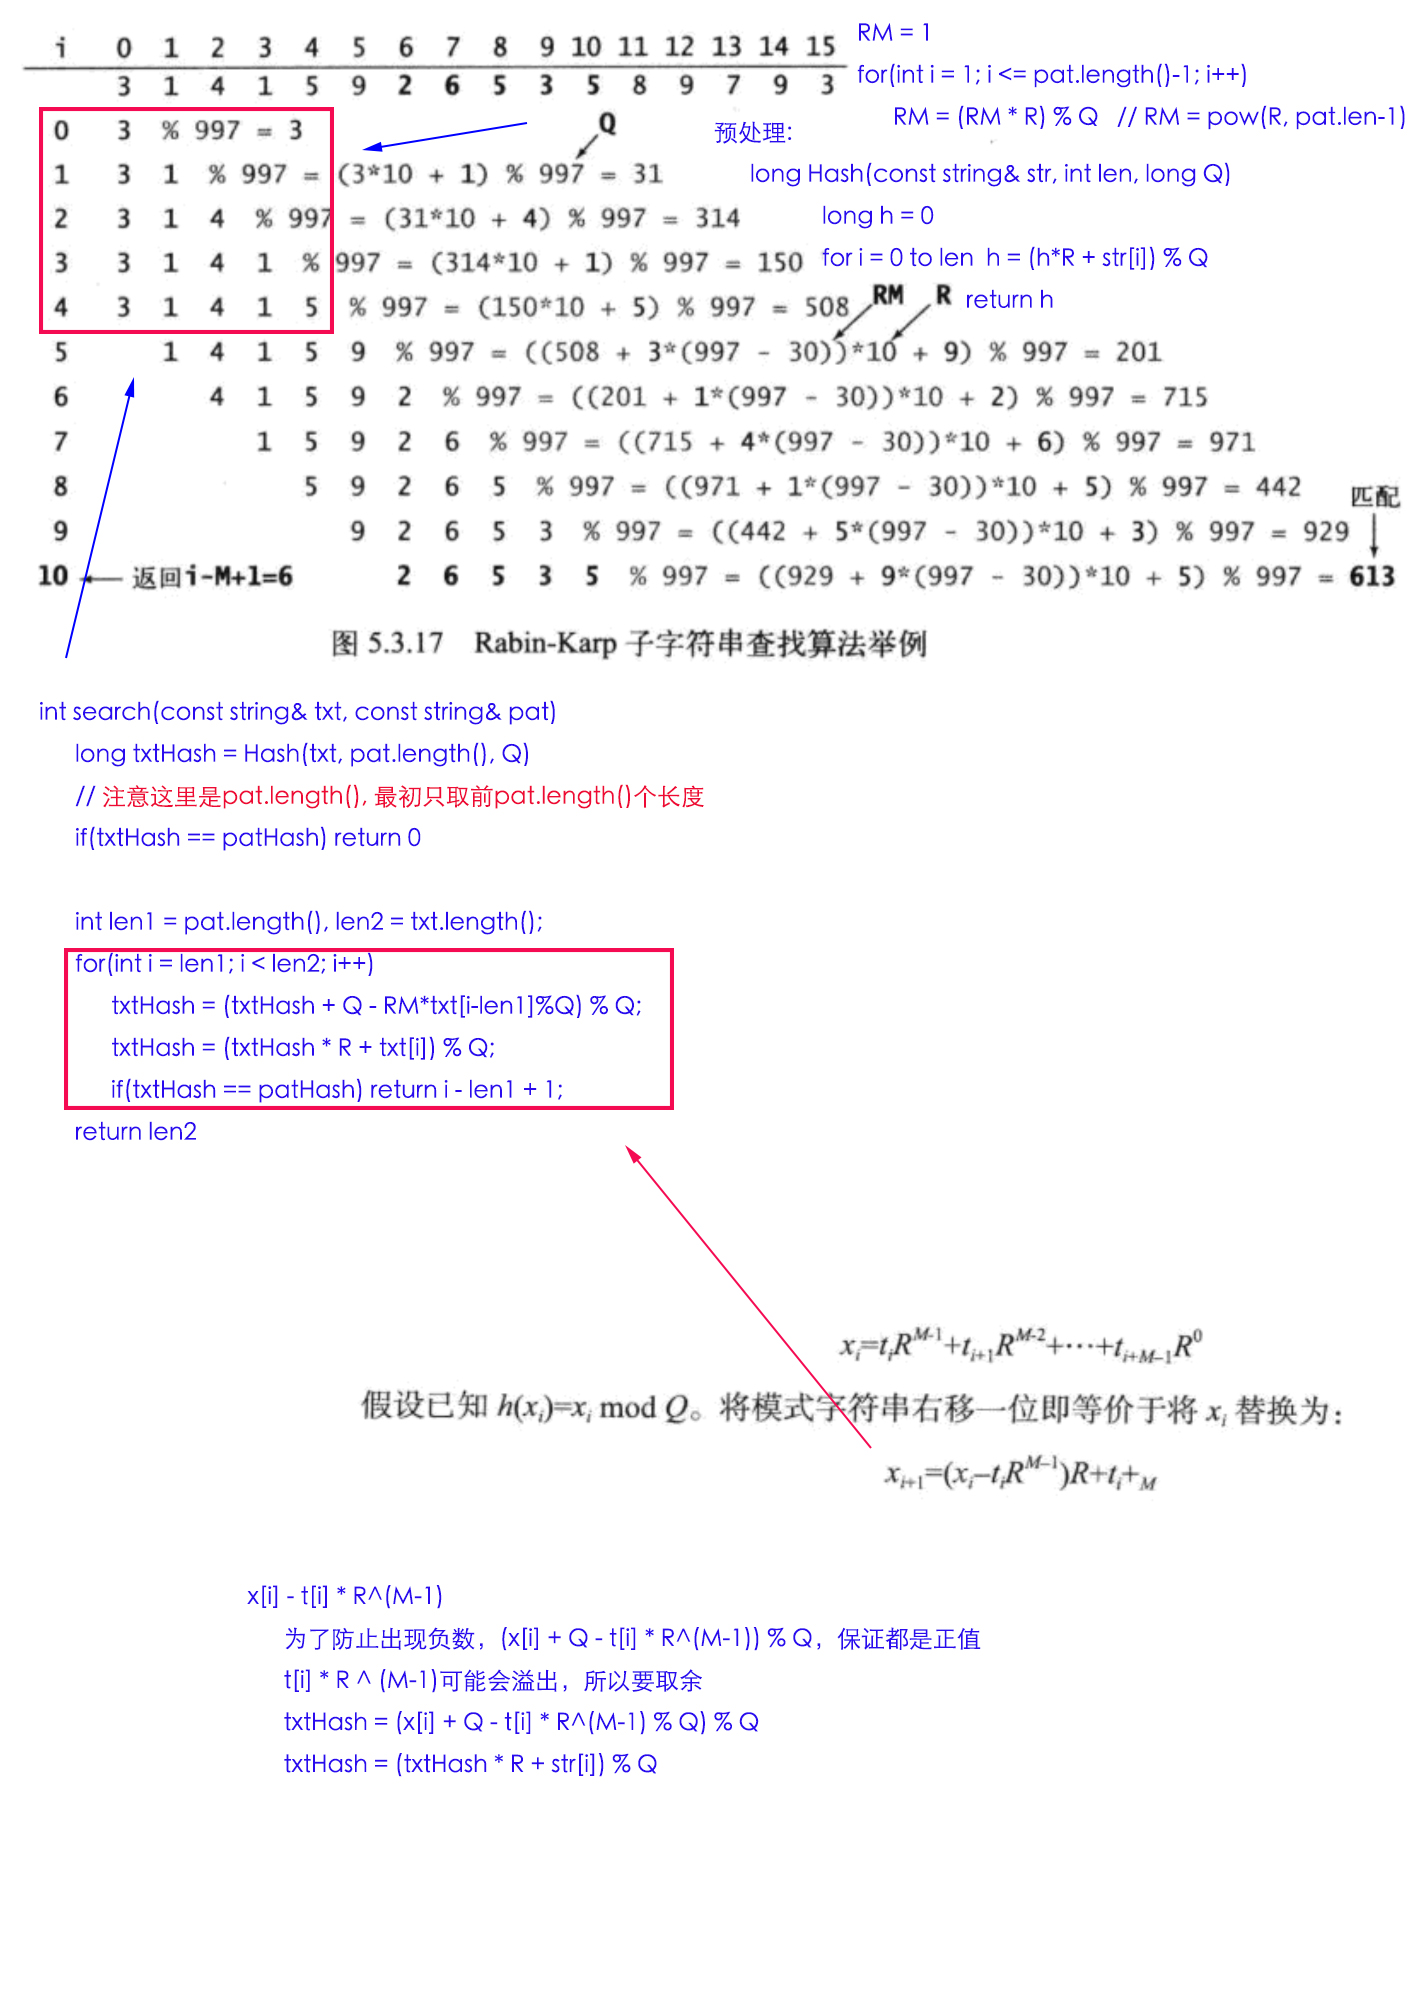 i 0 1 2 3 4 5 6 7 8 9 10 11 12 13 14 15
3 1 4 1 5 9 2 6 5 3 5 8 9 7 9 3
RM = 1
for(int i = 1; i <= pat.length()-1; i++)
RM = (RM * R) % Q // RM = pow(R, pat.len-1)
预处理:
long Hash(const string& str, int len, long Q)
long h = 0
for i = 0 to len h = (h*R + str[i]) % Q
return h
0 3 % 997 = 3
Q
1 3 1 % 997 = (3*10 + 1) % 997 = 31
2 3 1 4 % 997 = (31*10 + 4) % 997 = 314
3 3 1 4 1 % 997 = (314*10 + 1) % 997 = 150
4 3 1 4 1 5 % 997 = (150*10 + 5) % 997 = 508
RM R
5 1 4 1 5 9 % 997 = ((508 + 3*(997 - 30))*10 + 9) % 997 = 201
6 4 1 5 9 2 % 997 = ((201 + 1*(997 - 30))*10 + 2) % 997 = 715
7 1 5 9 2 6 % 997 = ((715 + 4*(997 - 30))*10 + 6) % 997 = 971
8 5 9 2 6 5 % 997 = ((971 + 1*(997 - 30))*10 + 5) % 997 = 442
匹配
9 9 2 6 5 3 % 997 = ((442 + 5*(997 - 30))*10 + 3) % 997 = 929
10 返回i-M+1=6 2 6 5 3 5 % 997 = ((929 + 9*(997 - 30))*10 + 5) % 997 = 613
图 5.3.17 Rabin-Karp 子字符串查找算法举例
int search(const string& txt, const string& pat)
long txtHash = Hash(txt, pat.length(), Q)
// 注意这里是pat.length(), 最初只取前pat.length()个长度
if(txtHash == patHash) return 0
int len1 = pat.length(), len2 = txt.length();
for(int i = len1; i < len2; i++)
txtHash = (txtHash + Q - RM*txt[i-len1]%Q) % Q;
txtHash = (txtHash * R + txt[i]) % Q;
if(txtHash == patHash) return i - len1 + 1;
return len2
xᵢ=tᵢR^{M-1}+t_{i+1}R^{M-2}+⋯+t_{i+M-1}R⁰
假设已知 h(xᵢ)=xᵢ mod Q。将模式字符串右移一位即等价于将 xᵢ 替换为：
x_{i+1}=(xᵢ–tᵢR^{M–1})R+tᵢ+_M
x[i] - t[i] * R^(M-1)
为了防止出现负数，(x[i] + Q - t[i] * R^(M-1)) % Q，保证都是正值
t[i] * R ^ (M-1)可能会溢出，所以要取余
txtHash = (x[i] + Q - t[i] * R^(M-1) % Q) % Q
txtHash = (txtHash * R + str[i]) % Q